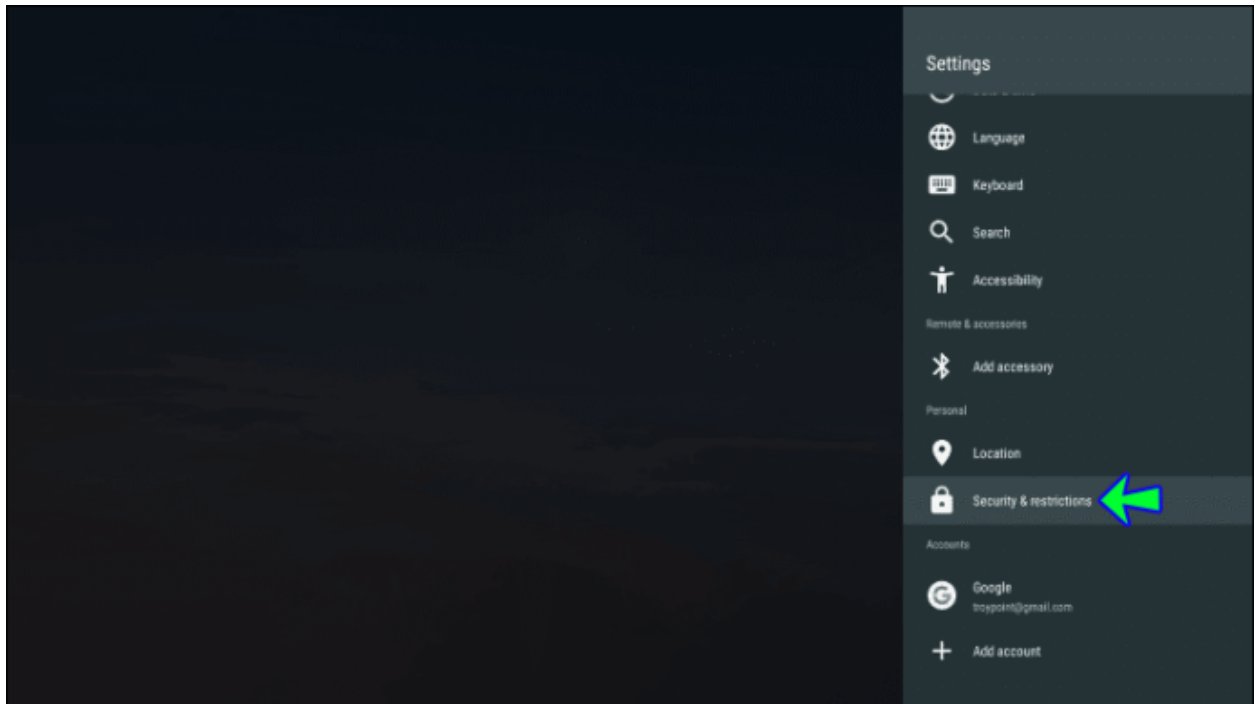 Settings
Language
Keyboard
Search
Accessibility
Remote & accessories
Add accessory
Personal
Location
Security & restrictions
Accounts
Google
troypoint@gmail.com
Add account